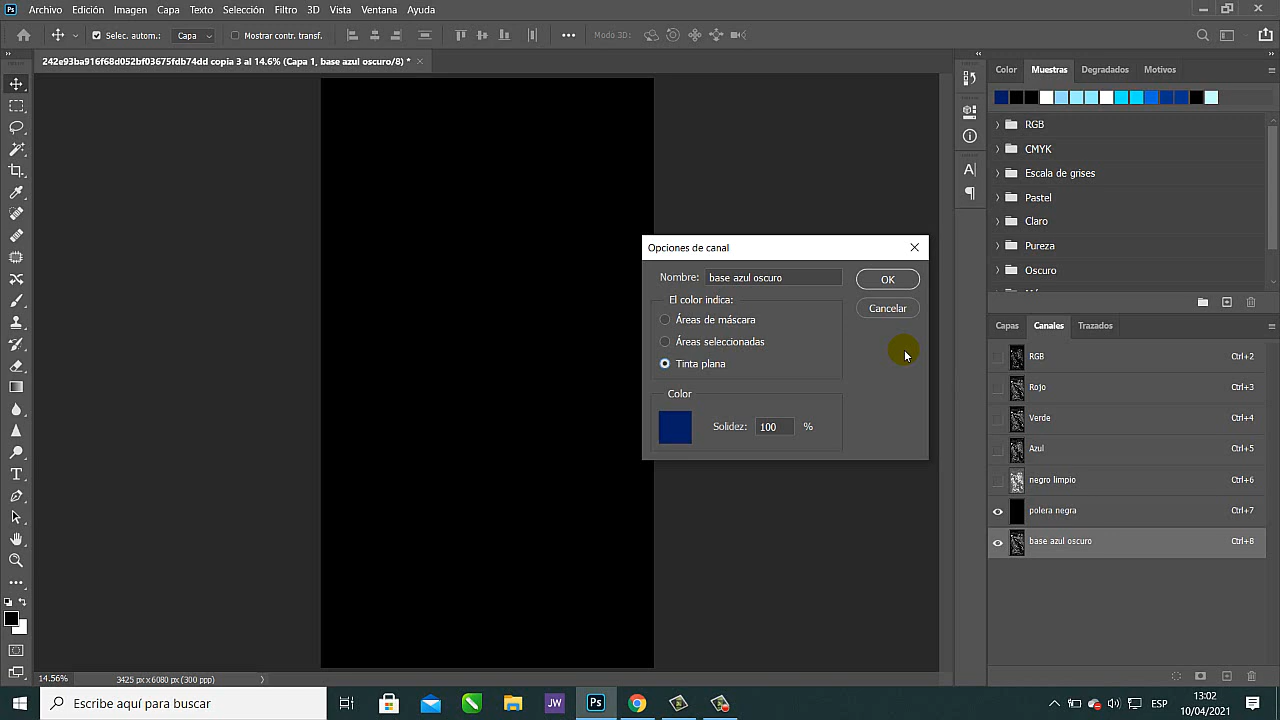 Ps Archivo Edición Imagen Capa Texto Selección Filtro 3D Vista Ventana Ayuda
Selec. autom.: Capa Mostrar contr. transf. Modo 3D:
242e93ba916f68d052bf03675fdb74dd copia 3 al 14.6% (Capa 1, base azul oscuro/8) *
Color Muestras Degradados Motivos
RGB
CMYK
Escala de grises
Pastel
Claro
Pureza
Oscuro
Opciones de canal
Nombre: base azul oscuro
OK
El color indica:
Áreas de máscara
Cancelar
Áreas seleccionadas
Tinta plana
Color
Solidez: 100 %
Capas Canales Trazados
RGB Ctrl+2
Rojo Ctrl+3
Verde Ctrl+4
Azul Ctrl+5
negro limpio Ctrl+6
polera negra Ctrl+7
base azul oscuro Ctrl+8
14.56% 3425 px x 6080 px (300 ppp)
Escribe aquí para buscar
JW
Ps
ESP
13:02
10/04/2021